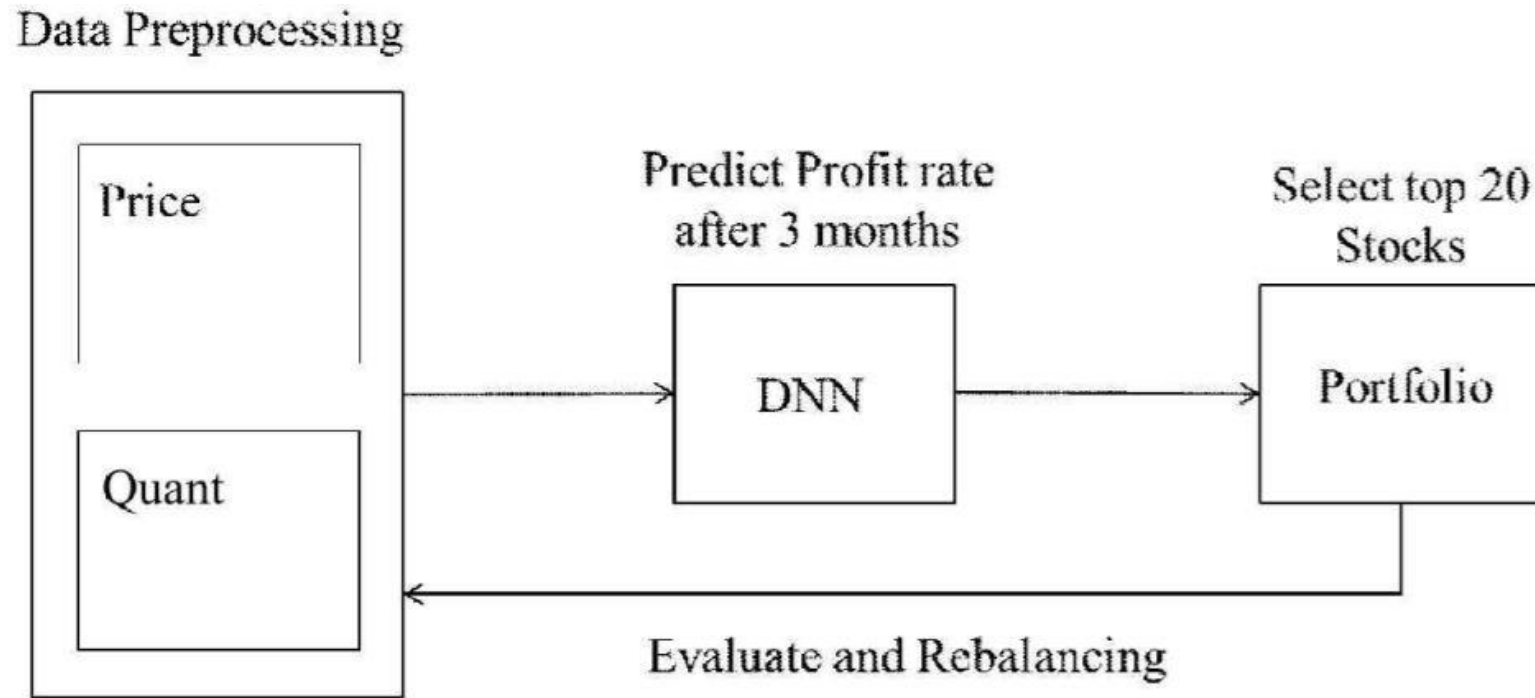 Data Preprocessing
Price
Quant
Predict Profit rate
after 3 months
DNN
Select top 20
Stocks
Portfolio
Evaluate and Rebalancing